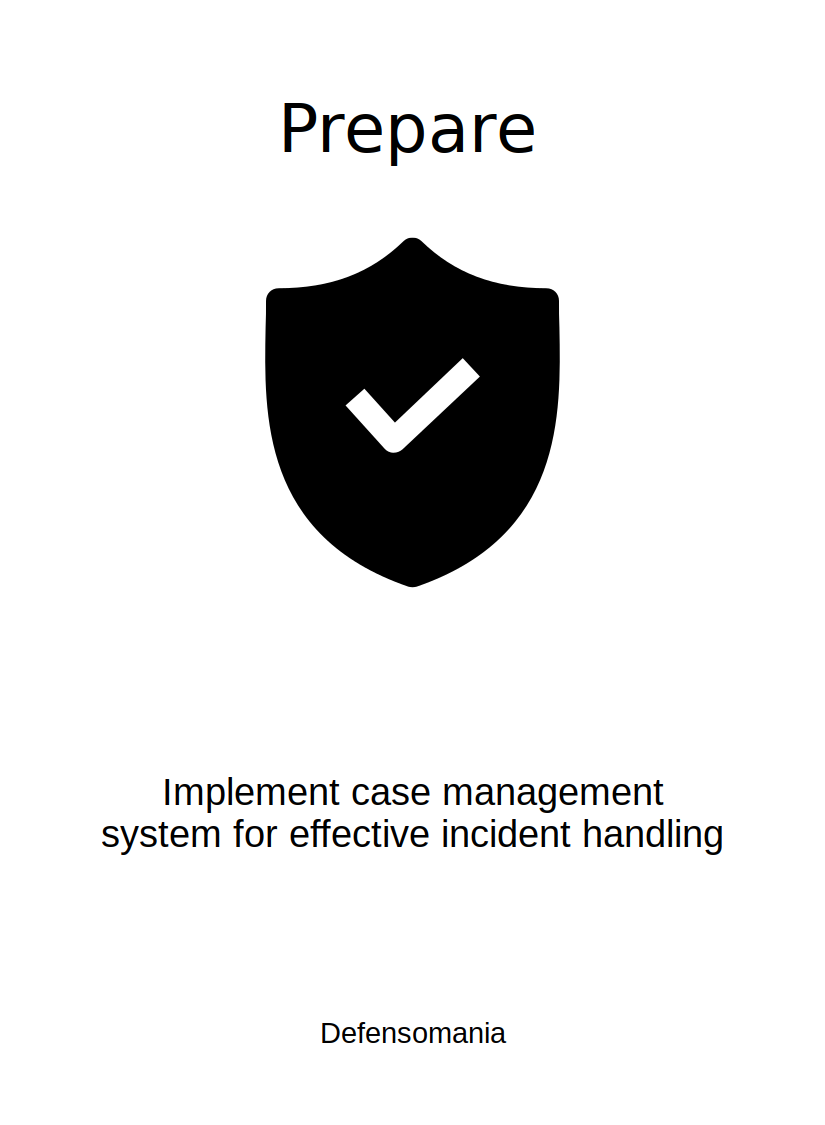 Prepare
Implement case management
system for effective incident handling
Defensomania